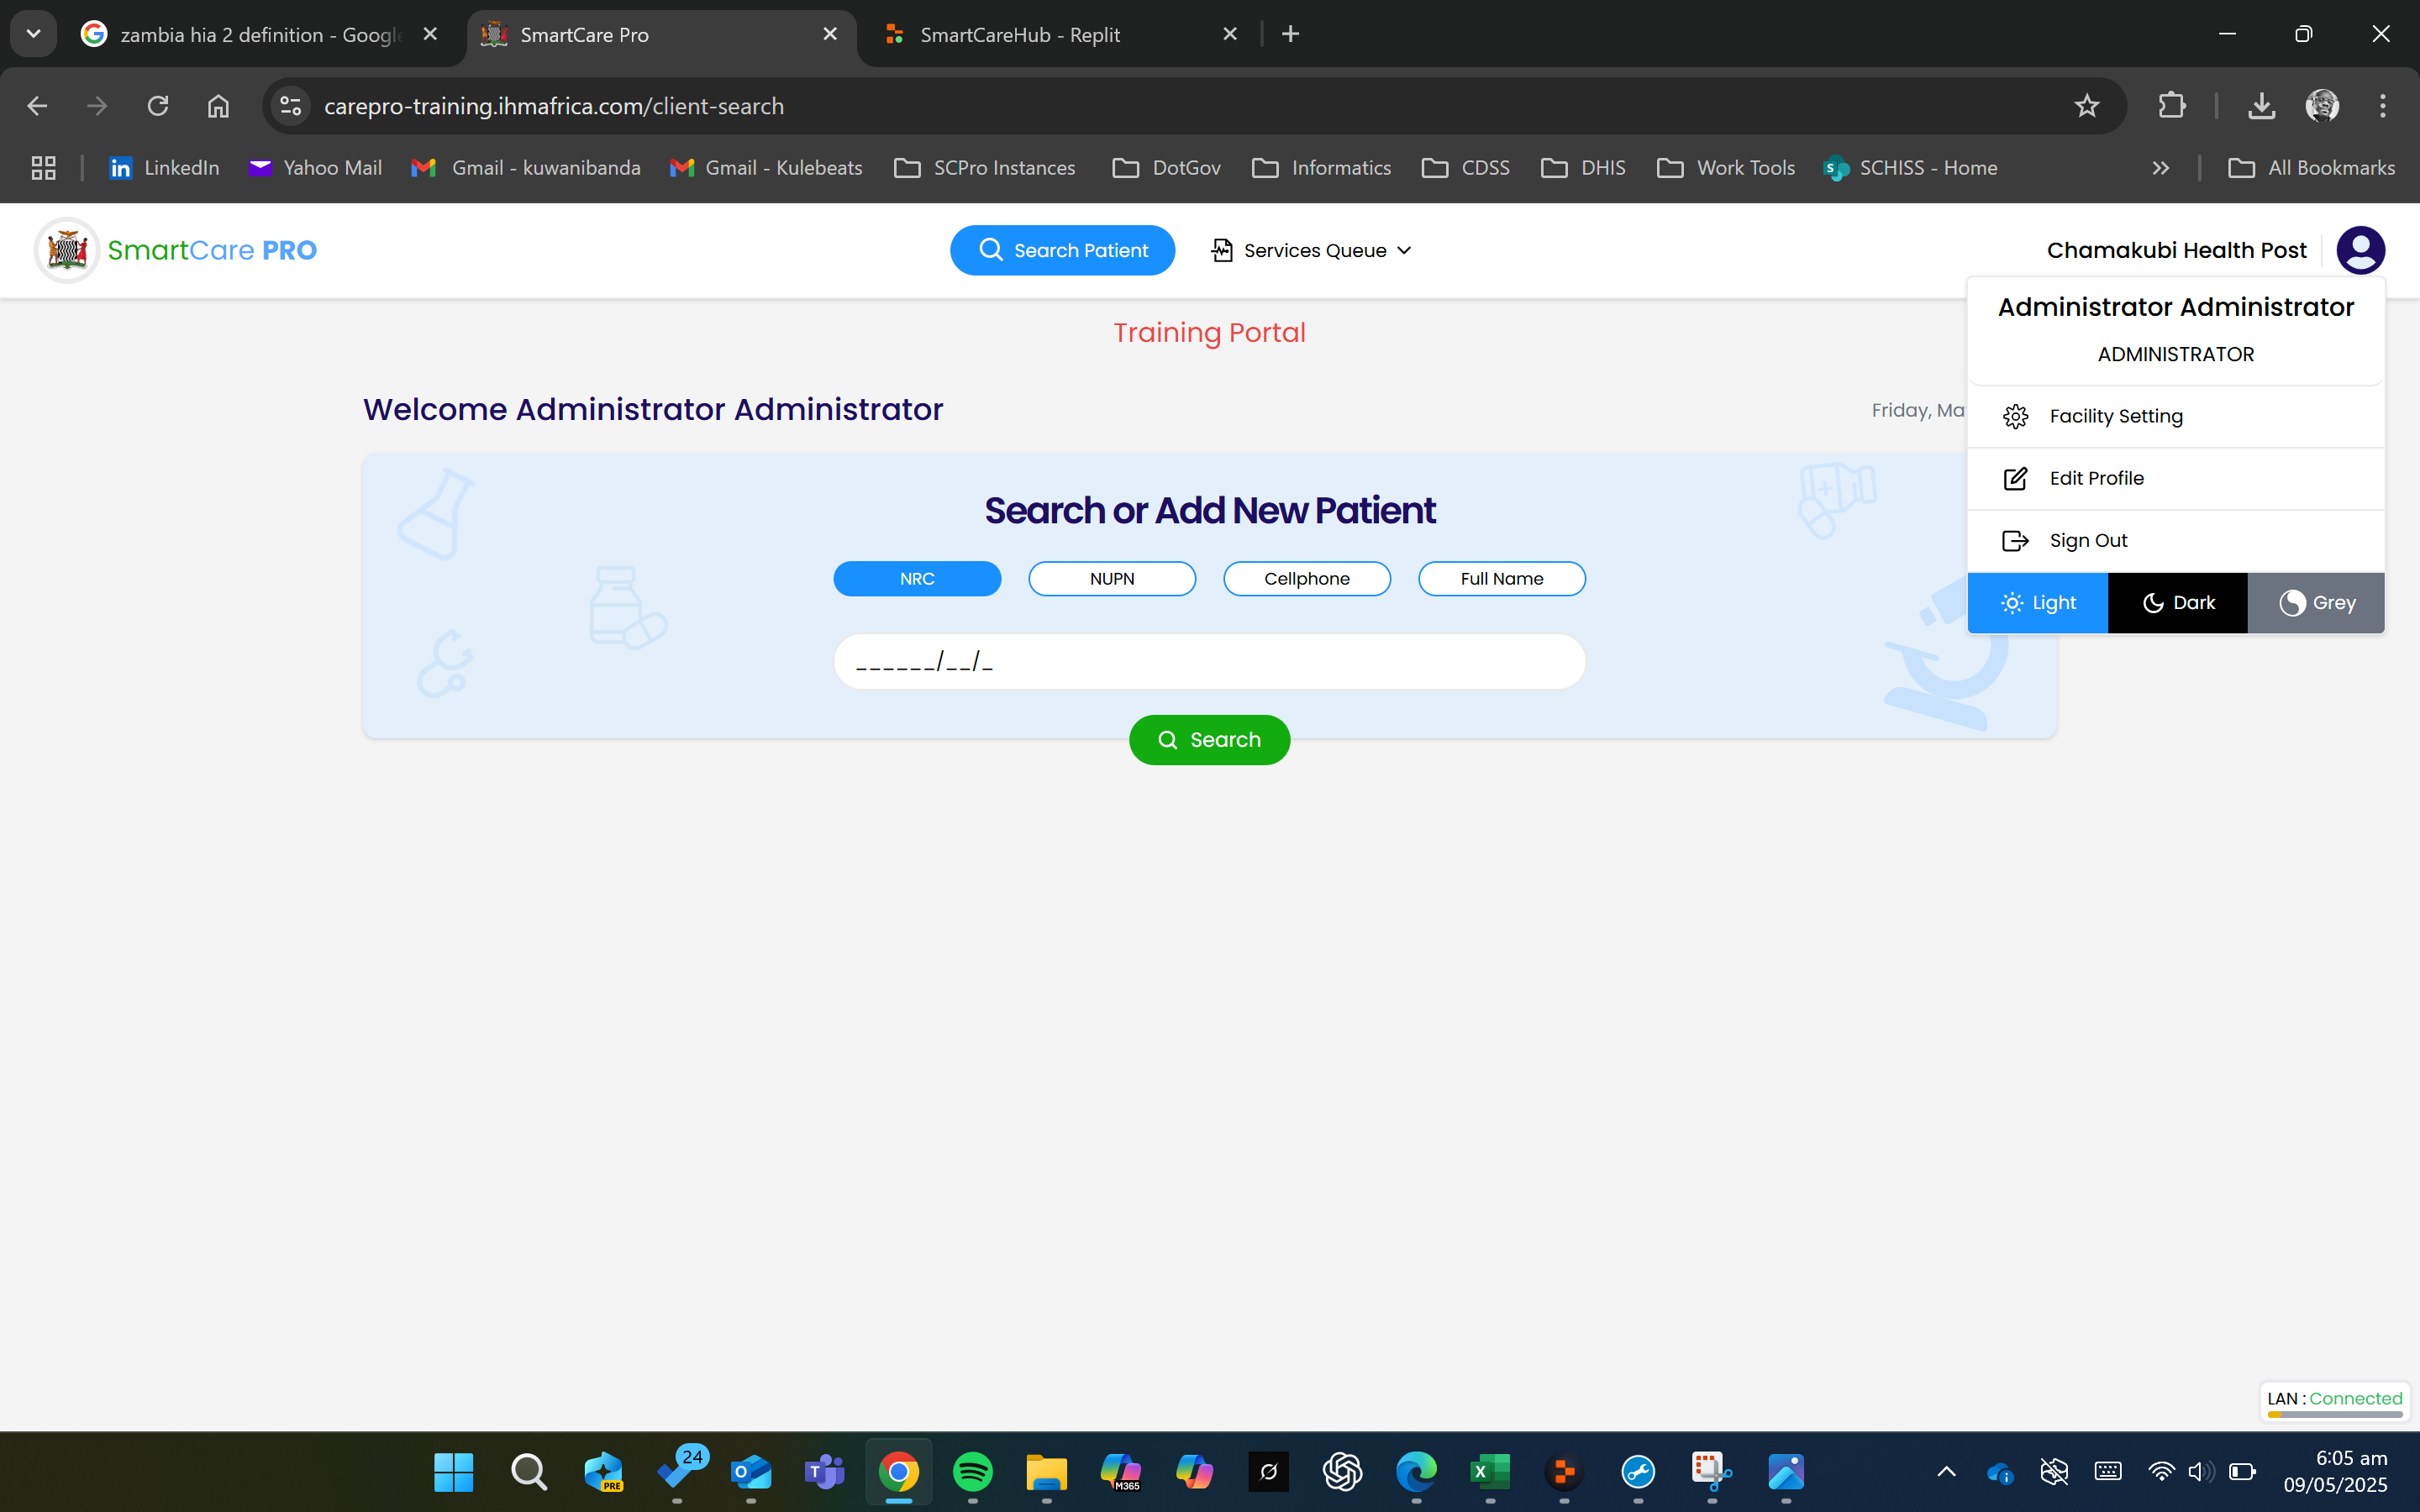 zambia hia 2 definition - Google
SmartCare Pro
SmartCareHub - Replit
carepro-training.ihmafrica.com/client-search
LinkedIn
Yahoo Mail
Gmail - kuwanibanda
Gmail - Kulebeats
SCPro Instances
DotGov
Informatics
CDSS
DHIS
Work Tools
SCHISS - Home
All Bookmarks
SmartCare PRO
Search Patient
Services Queue
Chamakubi Health Post
Administrator Administrator
ADMINISTRATOR
Facility Setting
Edit Profile
Sign Out
Light
Dark
Grey
Training Portal
Welcome Administrator Administrator
Friday, Ma
Search or Add New Patient
NRC
NUPN
Cellphone
Full Name
______/__/_
Search
LAN : Connected
PRE
24
M365
6:05 am
09/05/2025